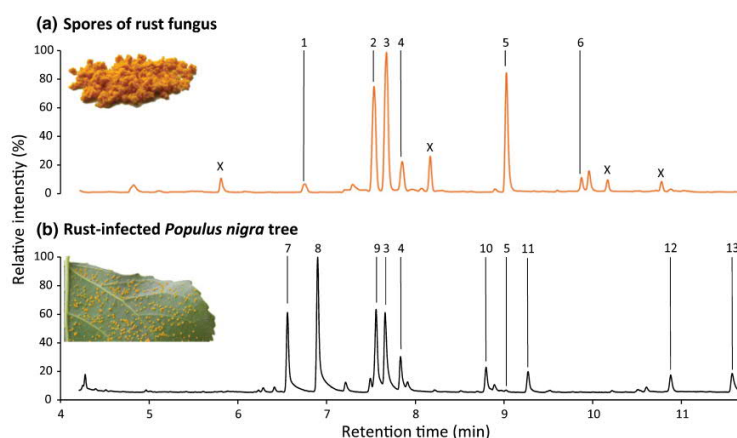 (a) Spores of rust fungus
1 2 3 4 5 6
100
80
60
40
20
0
X X X X
(b) Rust-infected Populus nigra tree
7 8 9 3 4 10 5 11 12 13
100
80
60
40
20
0
4 5 6 7 8 9 10 11
Relative intenstiy (%)
Retention time (min)